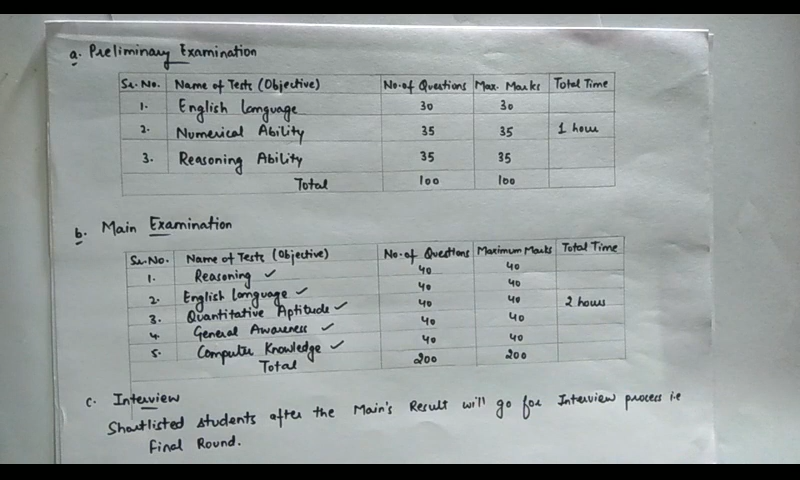 a. Preliminary Examination
Sr. No. Name of Tests (Objective) No. of Questions Max. Marks Total Time
1. English Language 30 30
2. Numerical Ability 35 35 1 hour
3. Reasoning Ability 35 35
Total 100 100
b. Main Examination
Sr. No. Name of Tests (Objective) No. of Questions Maximum Marks Total Time
1. Reasoning ✓ 40 40
2. English Language ✓ 40 40
3. Quantitative Aptitude ✓ 40 40 2 hours
4. General Awareness ✓ 40 40
5. Computer Knowledge ✓ 40 40
Total 200 200
c. Interview
Shortlisted students after the Main's Result will go for Interview process i.e
Final Round.